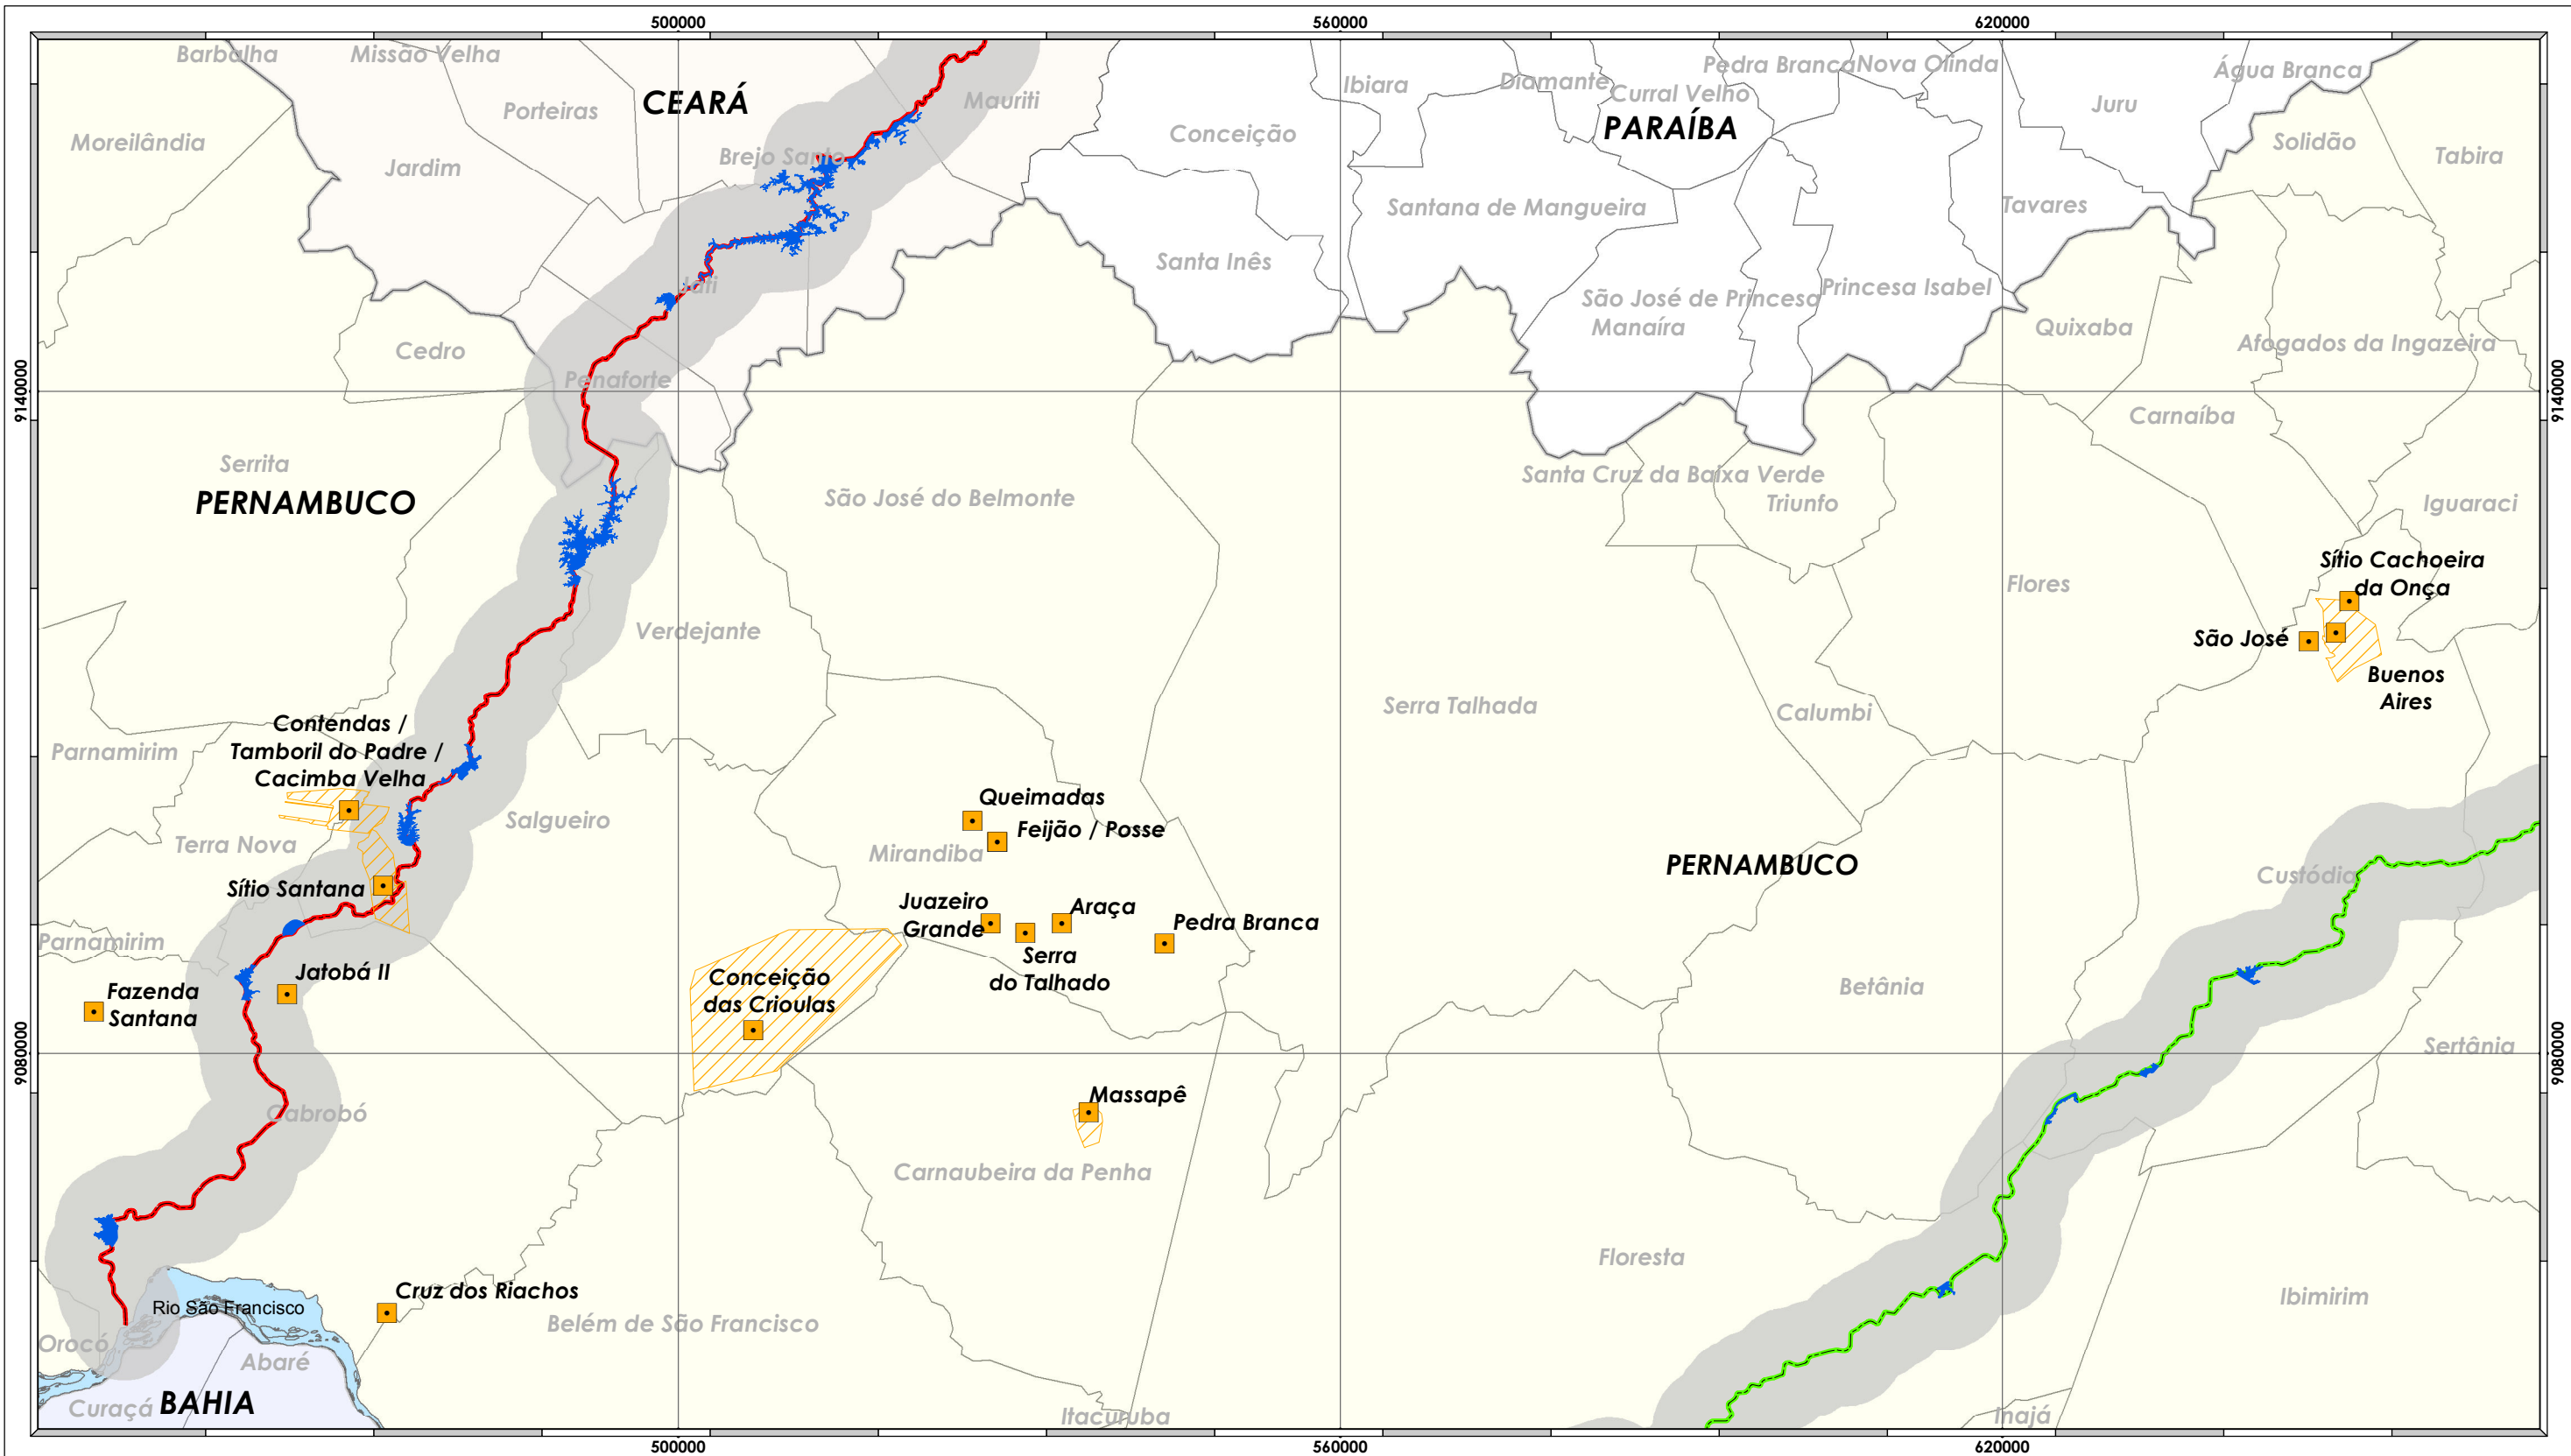 500000
560000
620000
Barbalha
Missão Velha
Moreilândia
Porteiras
CEARÁ
Mauriti
Jardim
Brejo Santo
Jati
Cedro
Penaforte
Ibiara
Diamante
Pedra Branca
Nova Olinda
Água Branca
Curral Velho
Conceição
PARAÍBA
Juru
Solidão
Tabira
Santana de Mangueira
Tavares
Santa Inês
São José de Princesa
Princesa Isabel
Manaíra
Quixaba
Afogados da Ingazeira
9140000
9140000
Carnaíba
Serrita
PERNAMBUCO
São José do Belmonte
Santa Cruz da Baixa Verde
Triunfo
Iguaraci
Sítio Cachoeira
da Onça
Flores
São José
Buenos
Aires
Verdejante
Serra Talhada
Calumbi
Contendas /
Tamboril do Padre /
Cacimba Velha
Parnamirim
Terra Nova
Salgueiro
Queimadas
Feijão / Posse
Mirandiba
PERNAMBUCO
Custódia
Sítio Santana
Juazeiro
Grande
Araça
Pedra Branca
Serra
do Talhado
Parnamirim
Jatobá II
Fazenda
Santana
Conceição
das Crioulas
Betânia
Sertânia
9080000
9080000
Massapê
Cabrobó
Carnaubeira da Penha
Floresta
Ibimirim
Cruz dos Riachos
Rio São Francisco
Belém de São Francisco
Orocó
Abaré
Curaçá
BAHIA
Itacuruba
Inajá
500000
560000
620000